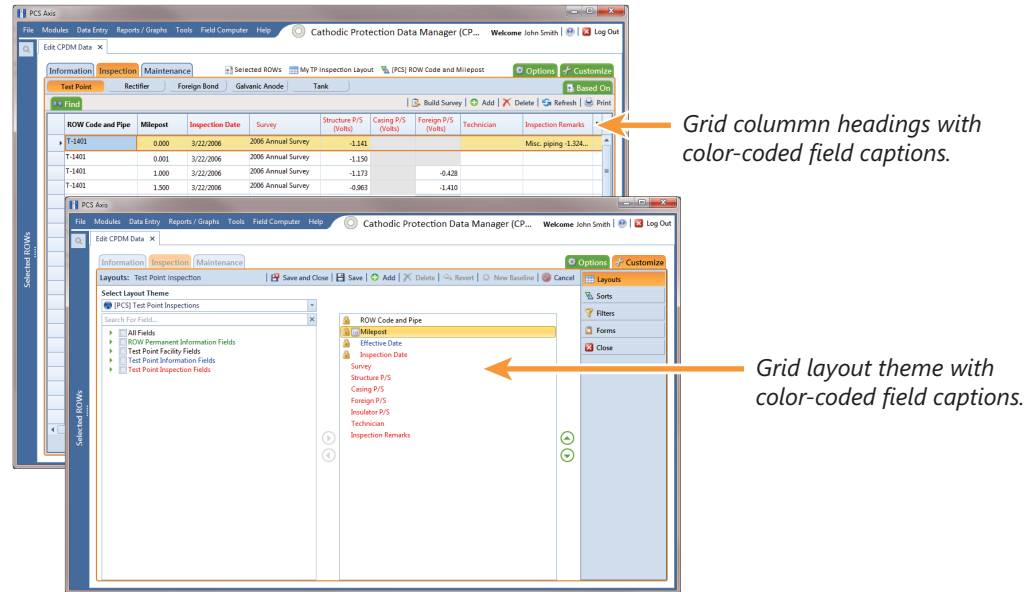 PCS Axis
File Modules Data Entry Reports / Graphs Tools Field Computer Help Cathodic Protection Data Manager (CP... Welcome John Smith Log Out
Edit CPDM Data ×
Information Inspection Maintenance Selected ROWs My TP Inspection Layout [PCS] ROW Code and Milepost Options Customize
Test Point Rectifier Foreign Bond Galvanic Anode Tank Based On
Find Build Survey Add Delete Refresh Print
ROW Code and Pipe Milepost Inspection Date Survey Structure P/S (Volts) Casing P/S (Volts) Foreign P/S (Volts) Technician Inspection Remarks
T-1401 0.000 3/22/2006 2006 Annual Survey -1.141 Misc. piping -1.324...
T-1401 0.001 3/22/2006 2006 Annual Survey -1.150
T-1401 1.000 3/22/2006 2006 Annual Survey -1.173 -0.428
T-1401 1.500 3/22/2006 2006 Annual Survey -0.963 -1.410
Selected ROWs
Grid colummn headings with
color-coded field captions.
PCS Axis
File Modules Data Entry Reports / Graphs Tools Field Computer Help Cathodic Protection Data Manager (CP... Welcome John Smith Log Out
Edit CPDM Data ×
Information Inspection Maintenance Options Customize
Layouts: Test Point Inspection Save and Close Save Add Delete Revert New Baseline Cancel
Select Layout Theme
[PCS] Test Point Inspections
Search For Field...
All Fields
ROW Permanent Information Fields
Test Point Facility Fields
Test Point Information Fields
Test Point Inspection Fields
ROW Code and Pipe
Milepost
Effective Date
Inspection Date
Survey
Structure P/S
Casing P/S
Foreign P/S
Insulator P/S
Technician
Inspection Remarks
Layouts
Sorts
Filters
Forms
Close
Selected ROWs
Grid layout theme with
color-coded field captions.